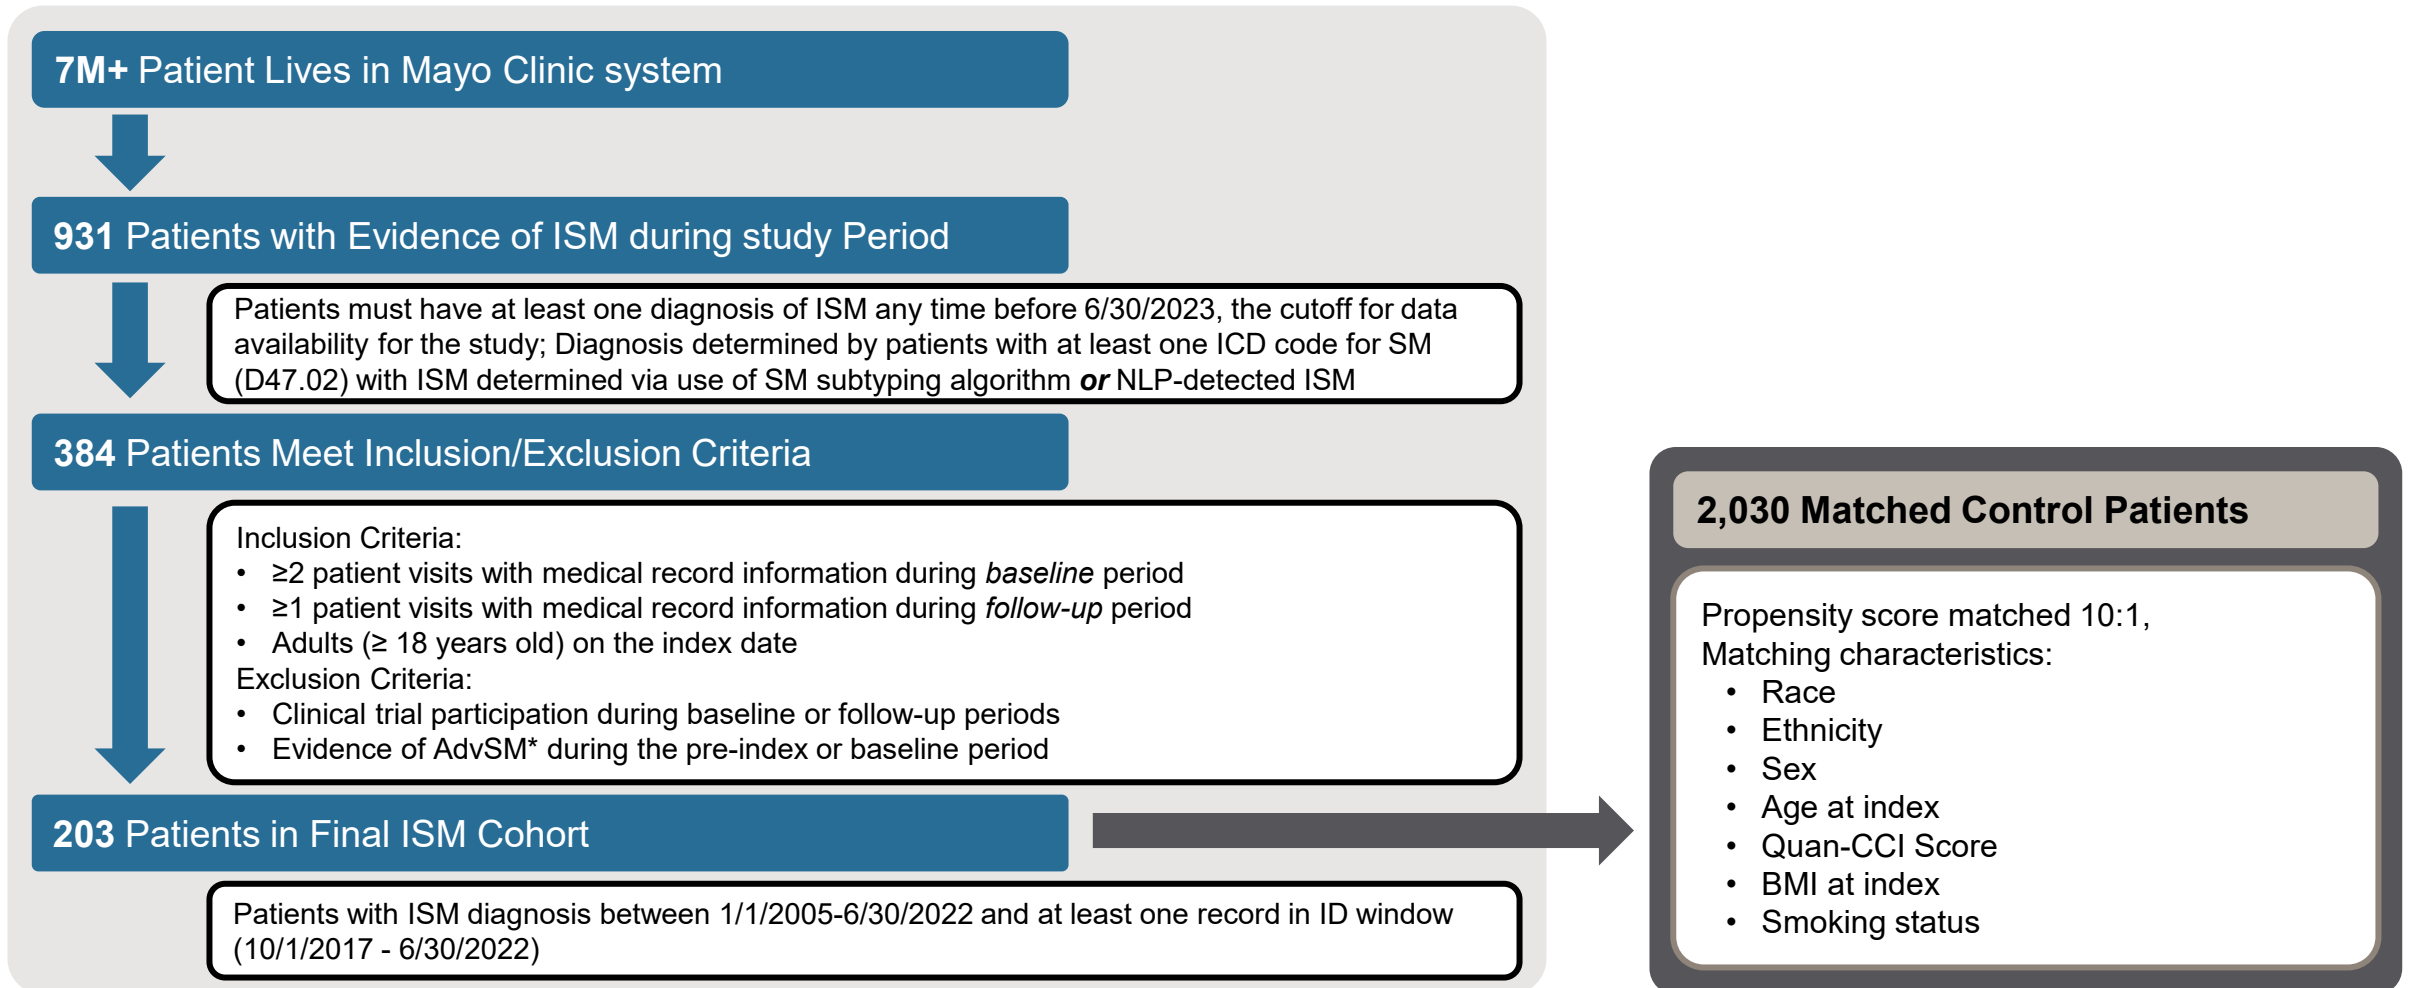 7M+ Patient Lives in Mayo Clinic system
931 Patients with Evidence of ISM during study Period
Patients must have at least one diagnosis of ISM any time before 6/30/2023, the cutoff for data
availability for the study; Diagnosis determined by patients with at least one ICD code for SM
(D47.02) with ISM determined via use of SM subtyping algorithm or NLP-detected ISM
384 Patients Meet Inclusion/Exclusion Criteria
Inclusion Criteria:
• ≥2 patient visits with medical record information during baseline period
• ≥1 patient visits with medical record information during follow-up period
• Adults (≥ 18 years old) on the index date
Exclusion Criteria:
• Clinical trial participation during baseline or follow-up periods
• Evidence of AdvSM* during the pre-index or baseline period
203 Patients in Final ISM Cohort
Patients with ISM diagnosis between 1/1/2005-6/30/2022 and at least one record in ID window
(10/1/2017 - 6/30/2022)
2,030 Matched Control Patients
Propensity score matched 10:1,
Matching characteristics:
• Race
• Ethnicity
• Sex
• Age at index
• Quan-CCI Score
• BMI at index
• Smoking status